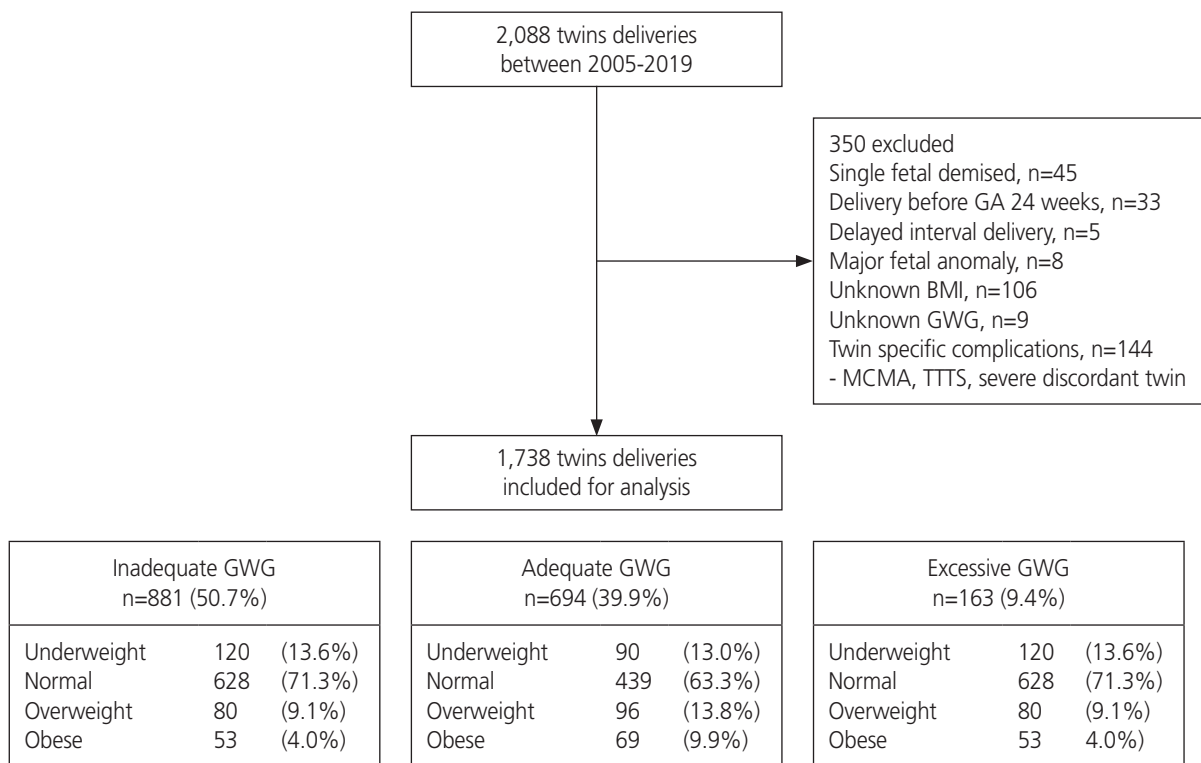 2,088 twins deliveries
between 2005-2019
350 excluded
Single fetal demised, n=45
Delivery before GA 24 weeks, n=33
Delayed interval delivery, n=5
Major fetal anomaly, n=8
Unknown BMI, n=106
Unknown GWG, n=9
Twin specific complications, n=144
- MCMA, TTTS, severe discordant twin
1,738 twins deliveries
included for analysis
Inadequate GWG
n=881 (50.7%)
Underweight 120 (13.6%)
Normal 628 (71.3%)
Overweight 80 (9.1%)
Obese 53 (4.0%)
Adequate GWG
n=694 (39.9%)
Underweight 90 (13.0%)
Normal 439 (63.3%)
Overweight 96 (13.8%)
Obese 69 (9.9%)
Excessive GWG
n=163 (9.4%)
Underweight 120 (13.6%)
Normal 628 (71.3%)
Overweight 80 (9.1%)
Obese 53 4.0%)